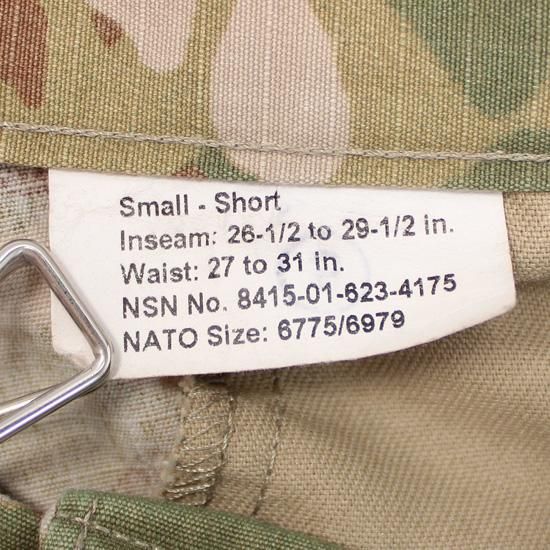 Small - Short
Inseam: 26-1/2 to 29-1/2 in.
Waist: 27 to 31 in.
NSN No. 8415-01-623-4175
NATO Size: 6775/6979